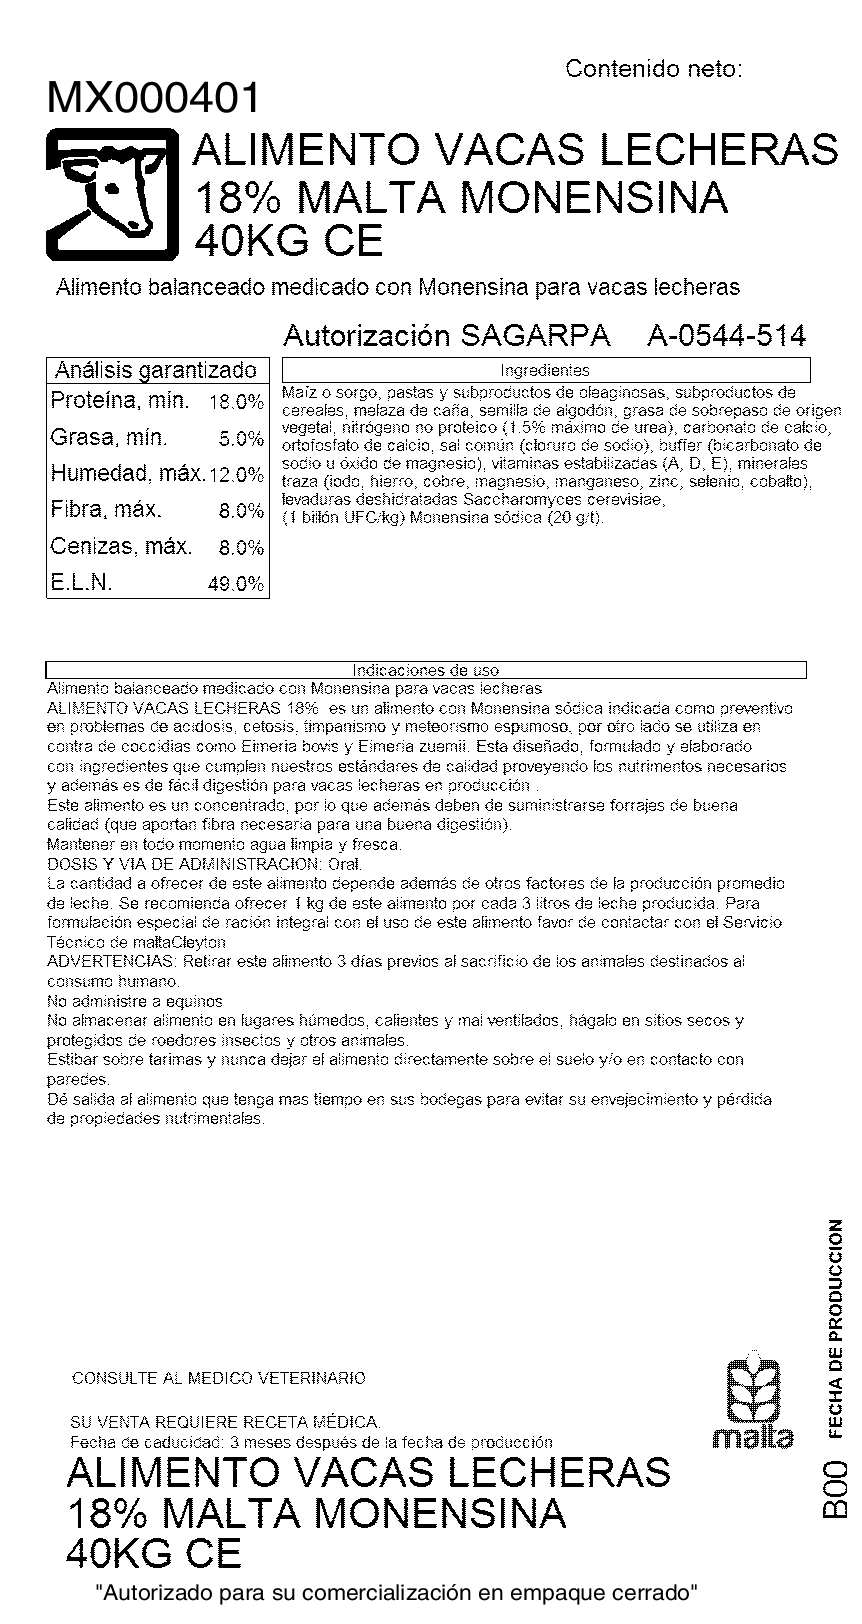 Contenido neto:
MX000401
ALIMENTO VACAS LECHERAS
18% MALTA MONENSINA
40KG CE
Alimento balanceado medicado con Monensina para vacas lecheras
Autorización SAGARPA A-0544-514
Análisis garantizado
Proteína, mín. 18.0%
Grasa, mín. 5.0%
Humedad, máx. 12.0%
Fibra, máx. 8.0%
Cenizas, máx. 8.0%
E.L.N. 49.0%
Ingredientes
Maíz o sorgo, pastas y subproductos de oleaginosas, subproductos de
cereales, melaza de caña, semilla de algodón, grasa de sobrepaso de origen
vegetal, nitrógeno no proteico (1.5% máximo de urea), carbonato de calcio,
ortofosfato de calcio, sal común (cloruro de sodio), buffer (bicarbonato de
sodio u óxido de magnesio), vitaminas estabilizadas (A, D, E), minerales
traza (iodo, hierro, cobre, magnesio, manganeso, zinc, selenio, cobalto),
levaduras deshidratadas Saccharomyces cerevisiae,
(1 billón UFC/kg) Monensina sódica (20 g/t).
Indicaciones de uso
Alimento balanceado medicado con Monensina para vacas lecheras
ALIMENTO VACAS LECHERAS 18% es un alimento con Monensina sódica indicada como preventivo
en problemas de acidosis, cetosis, timpanismo y meteorismo espumoso, por otro lado se utiliza en
contra de coccidias como Eimeria bovis y Eimeria zuernii. Esta diseñado, formulado y elaborado
con ingredientes que cumplen nuestros estándares de calidad proveyendo los nutrimentos necesarios
y además es de fácil digestión para vacas lecheras en producción .
Este alimento es un concentrado, por lo que además deben de suministrarse forrajes de buena
calidad (que aportan fibra necesaria para una buena digestión).
Mantener en todo momento agua limpia y fresca.
DOSIS Y VIA DE ADMINISTRACION: Oral.
La cantidad a ofrecer de este alimento depende además de otros factores de la producción promedio
de leche. Se recomienda ofrecer 1 kg de este alimento por cada 3 litros de leche producida. Para
formulación especial de ración integral con el uso de este alimento favor de contactar con el Servicio
Técnico de maltaCleyton
ADVERTENCIAS: Retirar este alimento 3 días previos al sacrificio de los animales destinados al
consumo humano.
No administre a equinos
No almacenar alimento en lugares húmedos, calientes y mal ventilados, hágalo en sitios secos y
protegidos de roedores insectos y otros animales.
Estibar sobre tarimas y nunca dejar el alimento directamente sobre el suelo y/o en contacto con
paredes.
Dé salida al alimento que tenga mas tiempo en sus bodegas para evitar su envejecimiento y pérdida
de propiedades nutrimentales.
FECHA DE PRODUCCION
B00
CONSULTE AL MEDICO VETERINARIO
malta
SU VENTA REQUIERE RECETA MÉDICA.
Fecha de caducidad: 3 meses después de la fecha de producción
ALIMENTO VACAS LECHERAS
18% MALTA MONENSINA
40KG CE
"Autorizado para su comercialización en empaque cerrado"